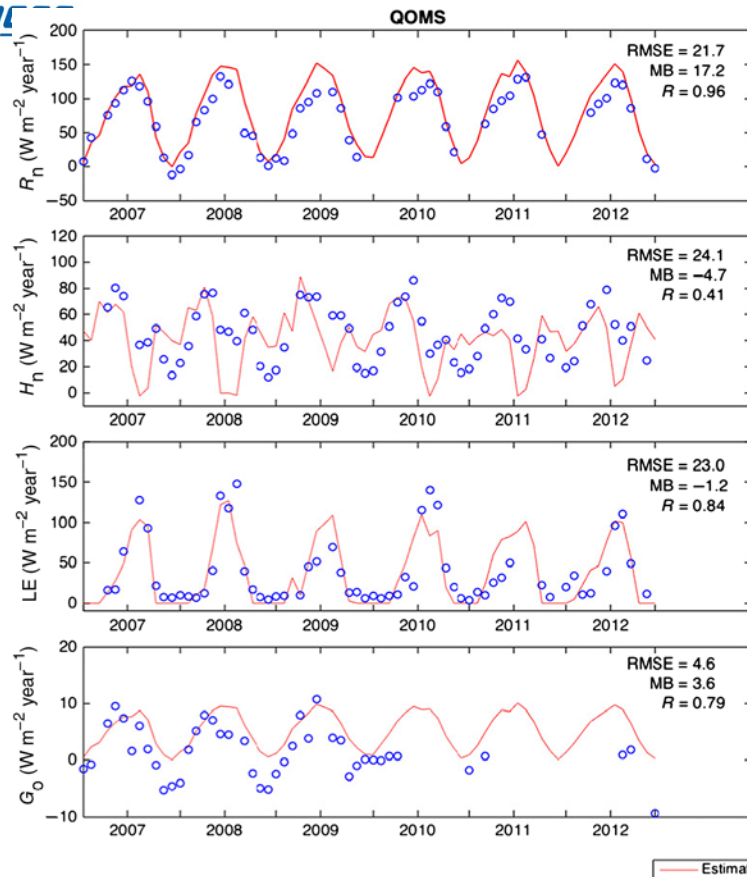 QOMS
R_n (W m⁻² year⁻¹)
200
150
100
50
0
−50
RMSE = 21.7
MB = 17.2
R = 0.96
2007 2008 2009 2010 2011 2012
H_n (W m⁻² year⁻¹)
120
100
80
60
40
20
0
RMSE = 24.1
MB = −4.7
R = 0.41
2007 2008 2009 2010 2011 2012
LE (W m⁻² year⁻¹)
200
150
100
50
0
RMSE = 23.0
MB = −1.2
R = 0.84
2007 2008 2009 2010 2011 2012
G_o (W m⁻² year⁻¹)
20
10
0
−10
RMSE = 4.6
MB = 3.6
R = 0.79
2007 2008 2009 2010 2011 2012
Estimat